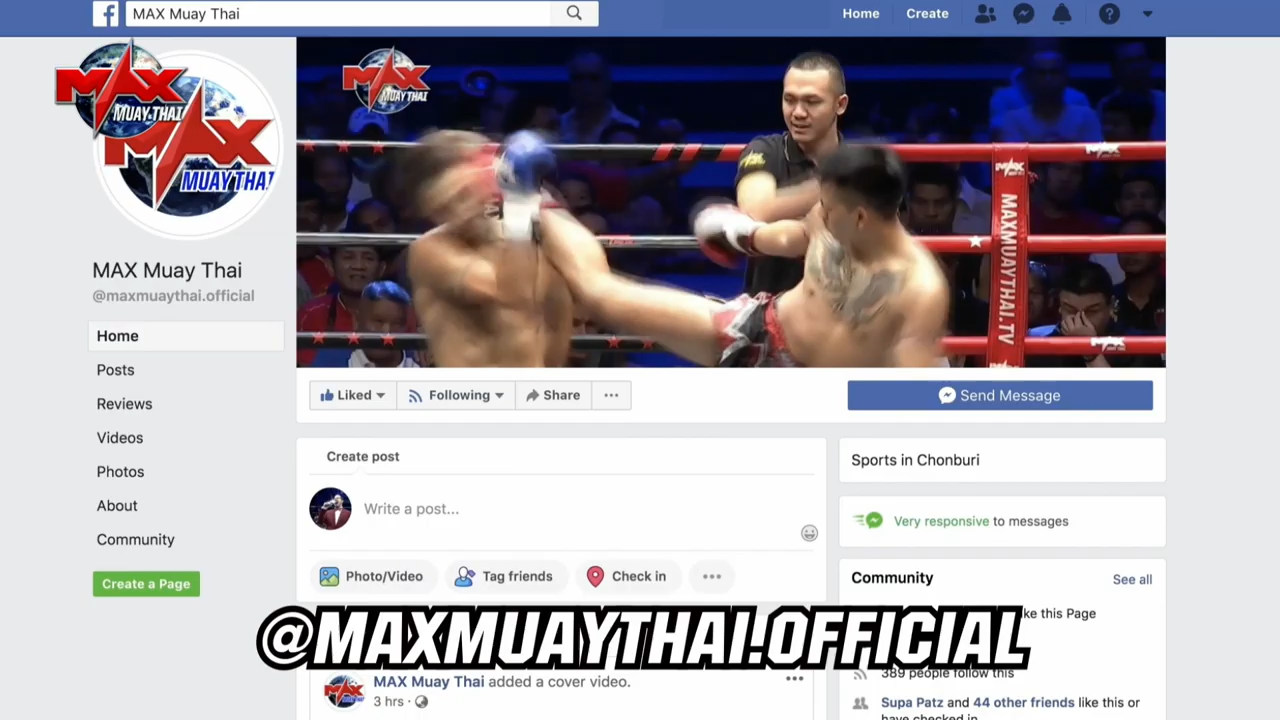 MAX Muay Thai
Home
Create
MAX
MUAY THAI
MAX
MUAY THAI
MAX
MUAY THAI
MAX
MAXMUAYTHAI.TV
MAX
MAX Muay Thai
@maxmuaythai.official
Home
Posts
Reviews
Videos
Photos
About
Community
Create a Page
Liked
Following
Share
Send Message
Create post
Write a post...
Photo/Video
Tag friends
Check in
Sports in Chonburi
Very responsive to messages
Community
See all
ke this Page
389 people follow this
Supa Patz and 44 other friends like this or
have checked in
@MAXMUAYTHAI.OFFICIAL
MAX
MAX Muay Thai added a cover video.
3 hrs ·